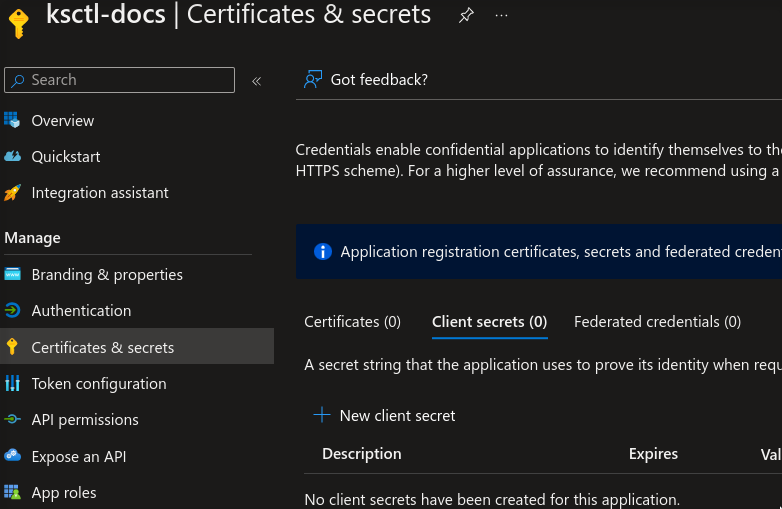 ksctl-docs | Certificates & secrets
Search
Got feedback?
Overview
Quickstart
Integration assistant
Manage
Branding & properties
Authentication
Certificates & secrets
Token configuration
API permissions
Expose an API
App roles
Credentials enable confidential applications to identify themselves to the
HTTPS scheme). For a higher level of assurance, we recommend using a
Application registration certificates, secrets and federated creden
Certificates (0) Client secrets (0) Federated credentials (0)
A secret string that the application uses to prove its identity when requ
New client secret
Description Expires Val
No client secrets have been created for this application.